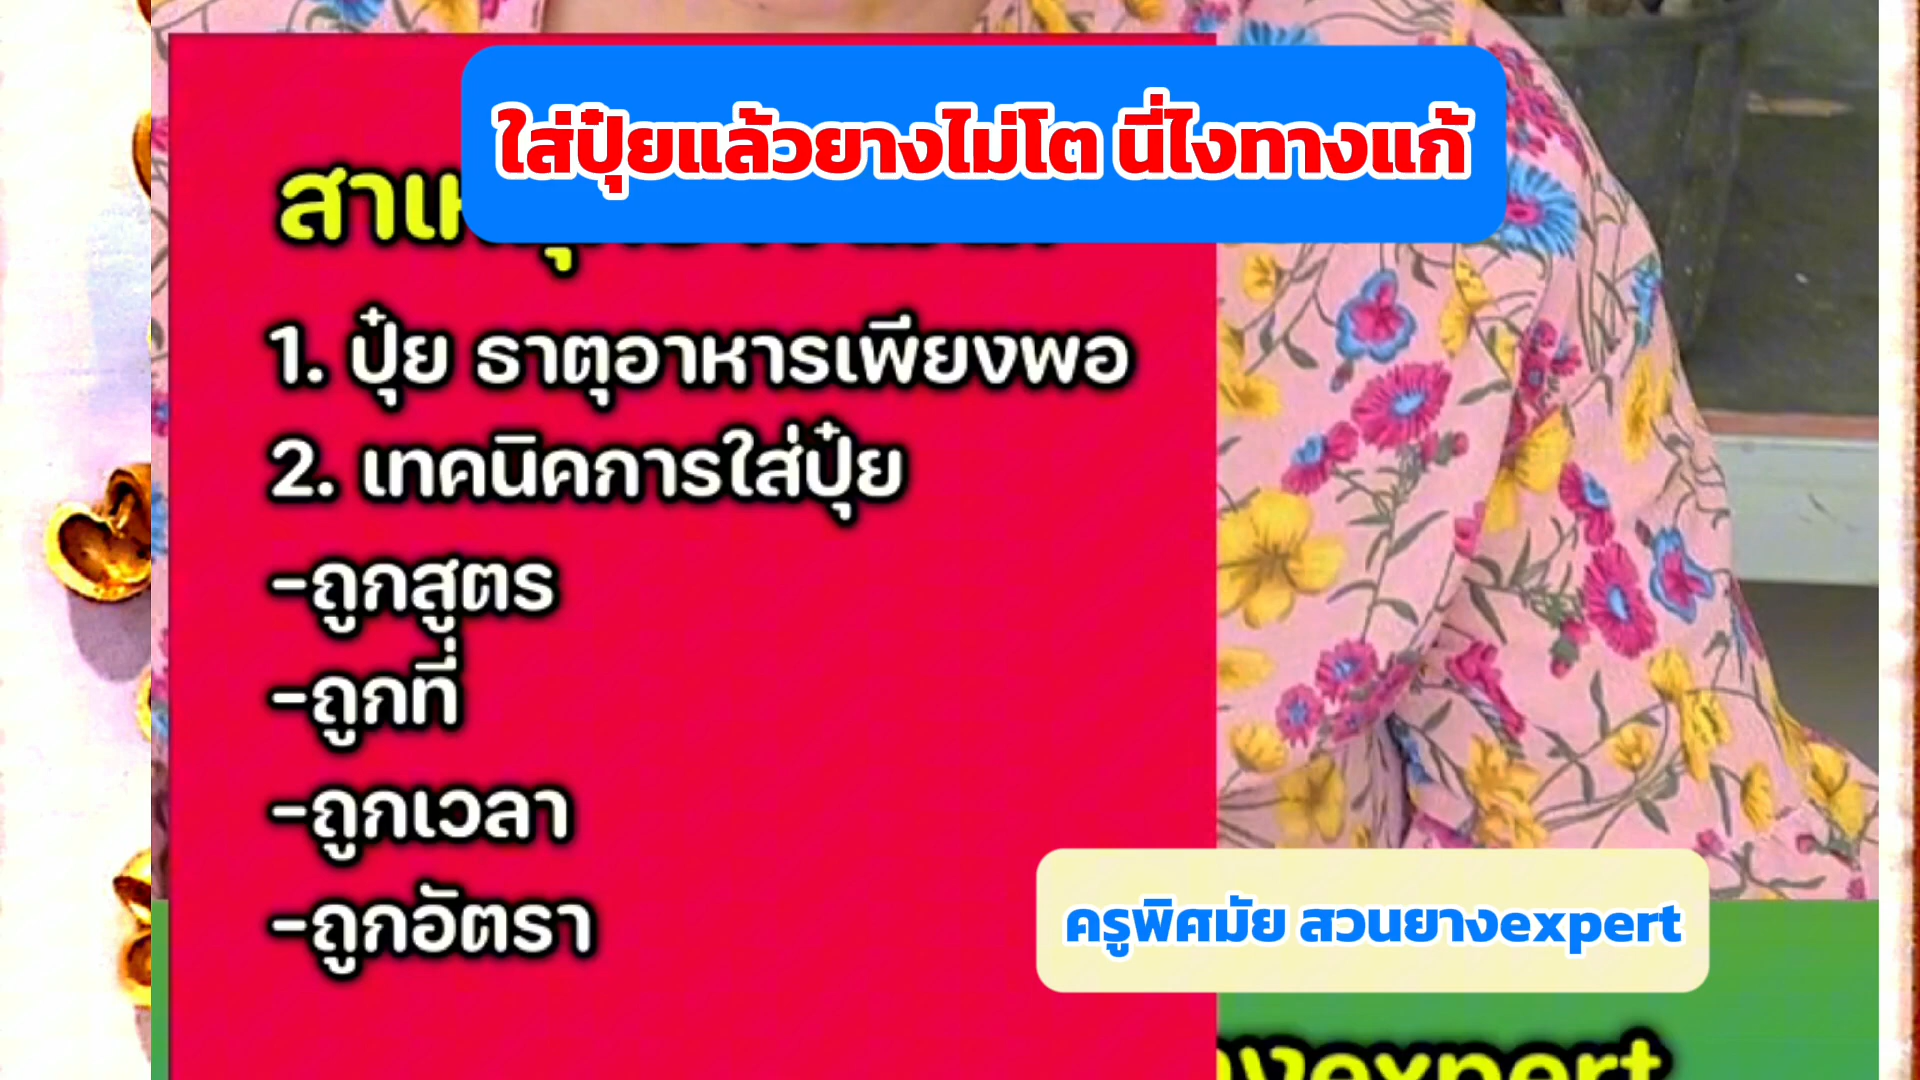 ใส่ปุ๋ยแล้วยางไม่โต นี่ไงทางแก้
1. ปุ๋ย ธาตุอาหารเพียงพอ
2. เทคนิคการใส่ปุ๋ย
-ถูกสูตร
-ถูกที่
-ถูกเวลา
-ถูกอัตรา
ครูพิศมัย สวนยางexpert
expert